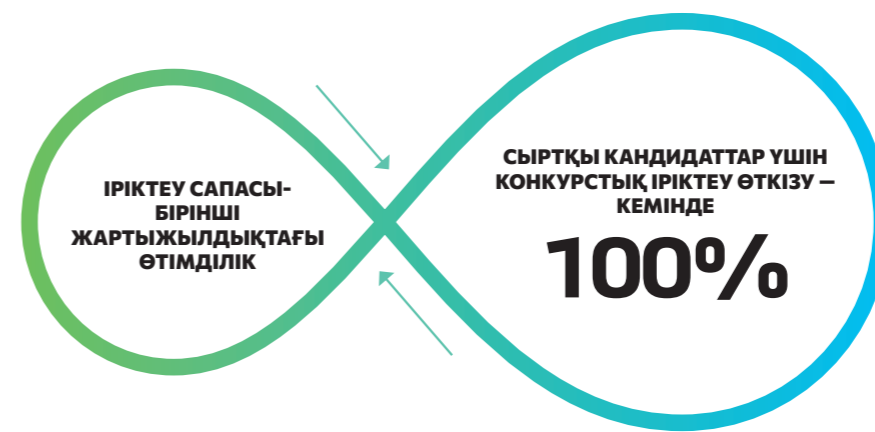 ІРІКТЕУ САПАСЫ-
БІРІНШІ
ЖАРТЫЖЫЛДЫҚТАҒЫ
ӨТІМДІЛІК
СЫРТҚЫ КАНДИДАТТАР ҮШІН
КОНКУРСТЫҚ ІРІКТЕУ ӨТКІЗУ —
КЕМІНДЕ
100%